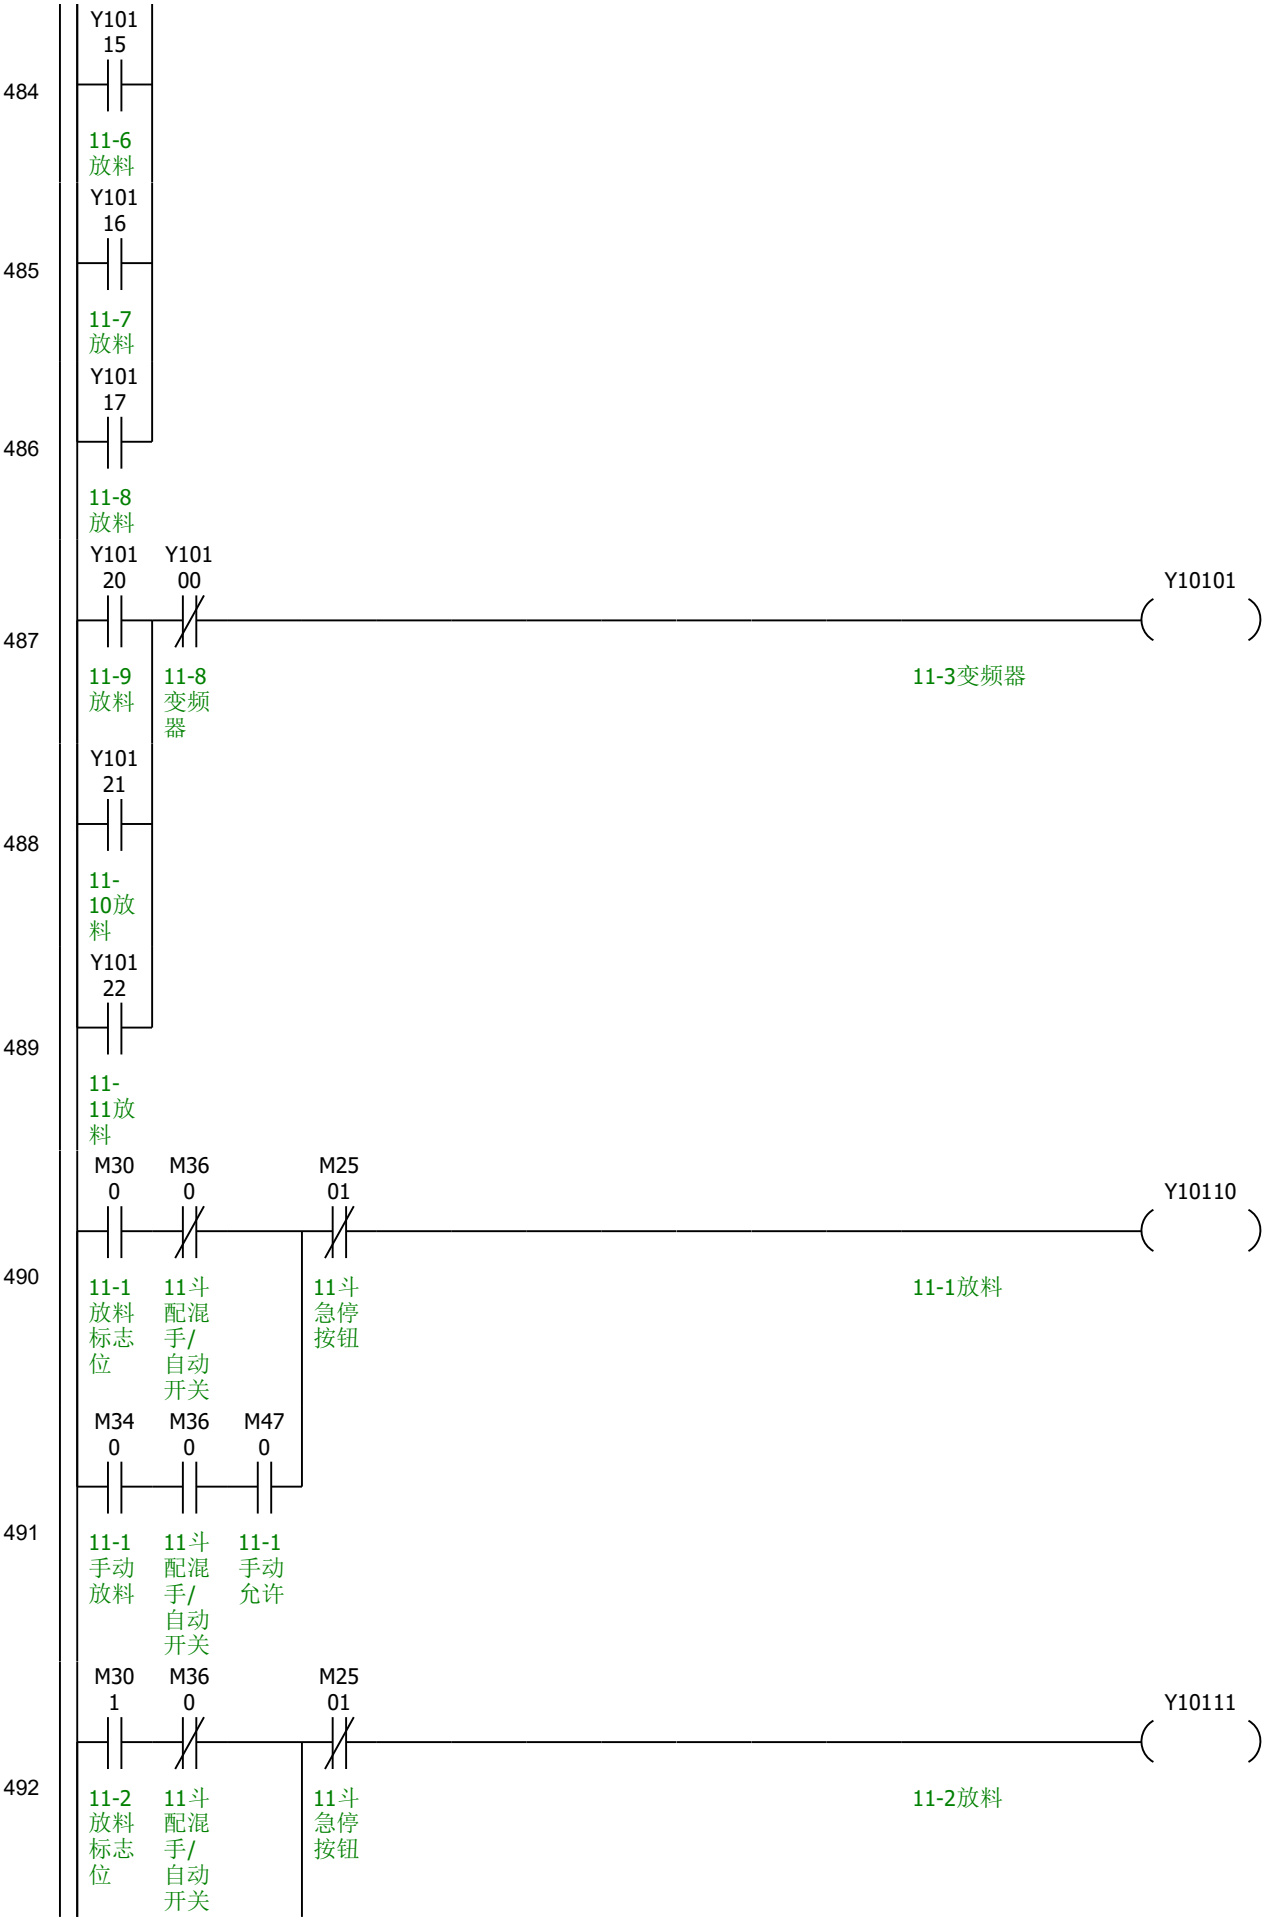 Y101
15
484
11-6
放料
Y101
16
485
11-7
放料
Y101
17
486
11-8
放料
Y101 Y101
20 00 Y10101
487
11-9 11-8 11-3变频器
放料 变频
器
Y101
21
488
11-
10放
料
Y101
22
489
11-
11放
料
M30 M36 M25
0 0 01 Y10110
490
11-1 11斗 11斗 11-1放料
放料 配混 急停
标志 手/ 按钮
位 自动
开关
M34 M36 M47
0 0 0
491
11-1 11斗 11-1
手动 配混 手动
放料 手/ 允许
自动
开关
M30 M36 M25
1 0 01 Y10111
492
11-2 11斗 11斗 11-2放料
放料 配混 急停
标志 手/ 按钮
位 自动
开关